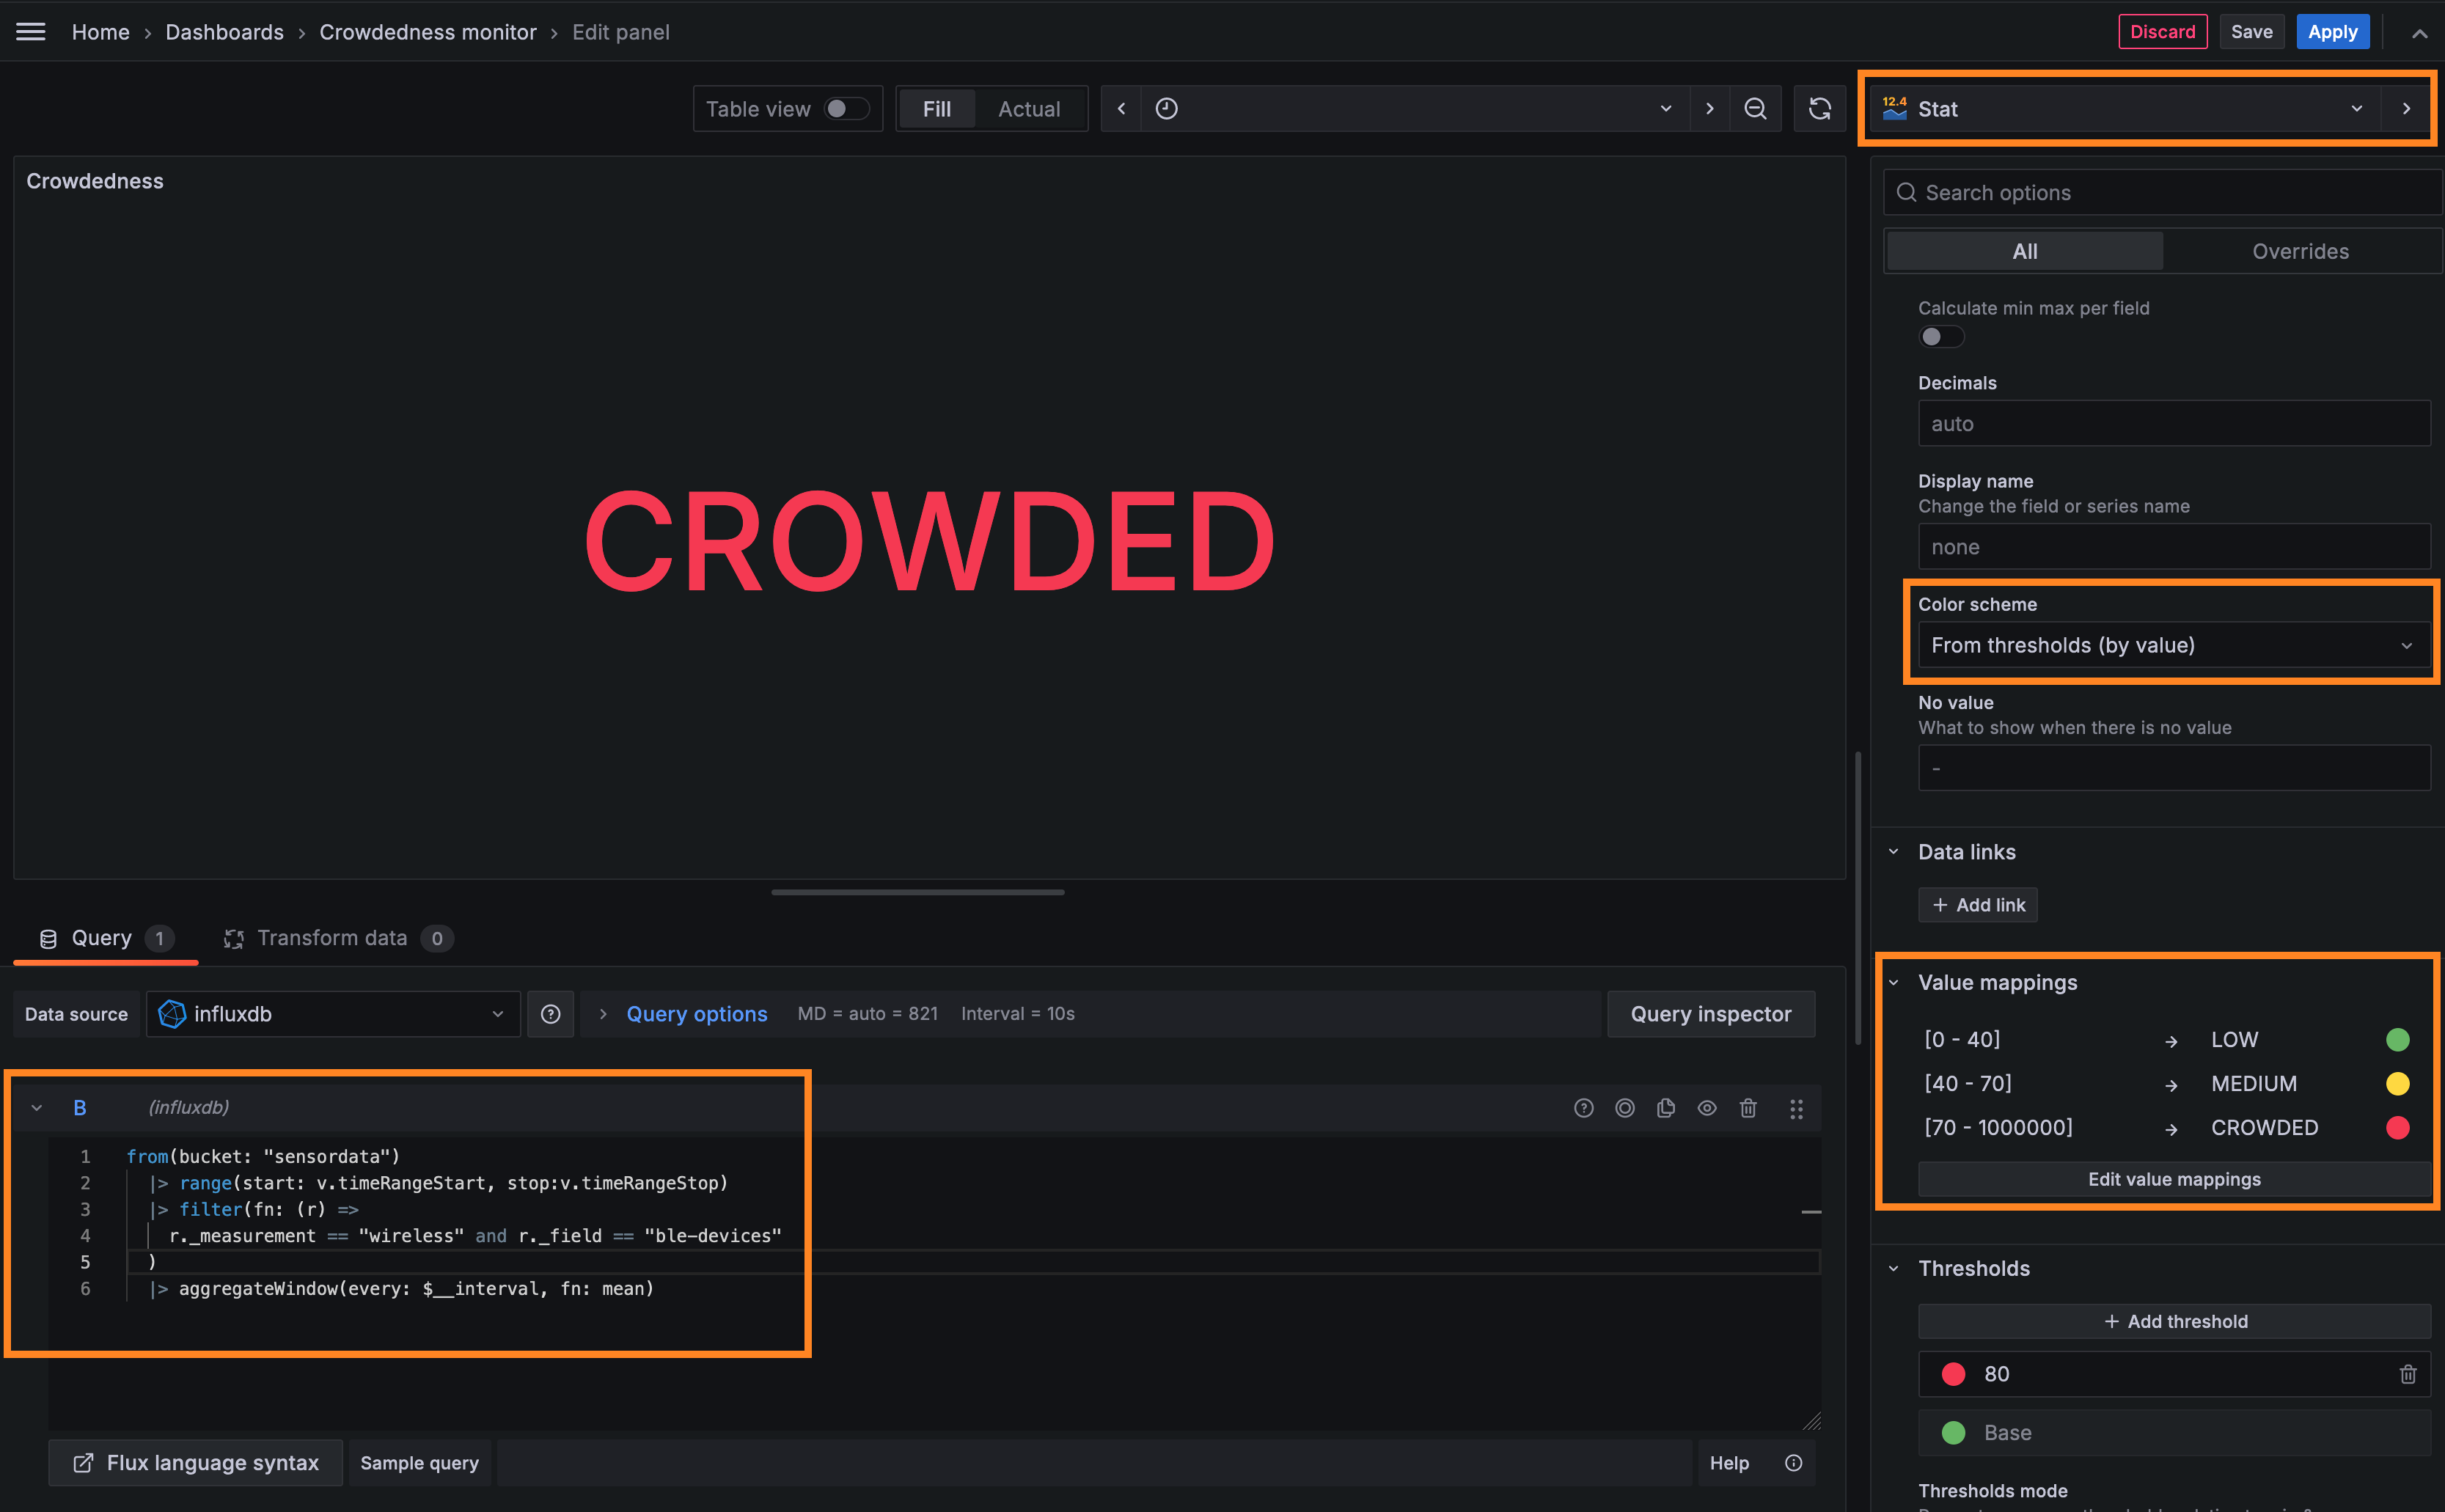 Home › Dashboards › Crowdedness monitor › Edit panel
Discard
Save
Apply
Table view
Fill
Actual
12.4
Stat
Crowdedness
CROWDED
Search options
All
Overrides
Calculate min max per field
Decimals
auto
Display name
Change the field or series name
none
Color scheme
From thresholds (by value)
No value
What to show when there is no value
-
Data links
+ Add link
Value mappings
[0 - 40] → LOW
[40 - 70] → MEDIUM
[70 - 1000000] → CROWDED
Edit value mappings
Thresholds
+ Add threshold
80
Base
Thresholds mode
Query 1
Transform data 0
Data source
influxdb
Query options
MD = auto = 821
Interval = 10s
Query inspector
B (influxdb)
1 from(bucket: "sensordata")
2 |> range(start: v.timeRangeStart, stop:v.timeRangeStop)
3 |> filter(fn: (r) =>
4 r._measurement == "wireless" and r._field == "ble-devices"
5 )
6 |> aggregateWindow(every: $__interval, fn: mean)
Flux language syntax
Sample query
Help